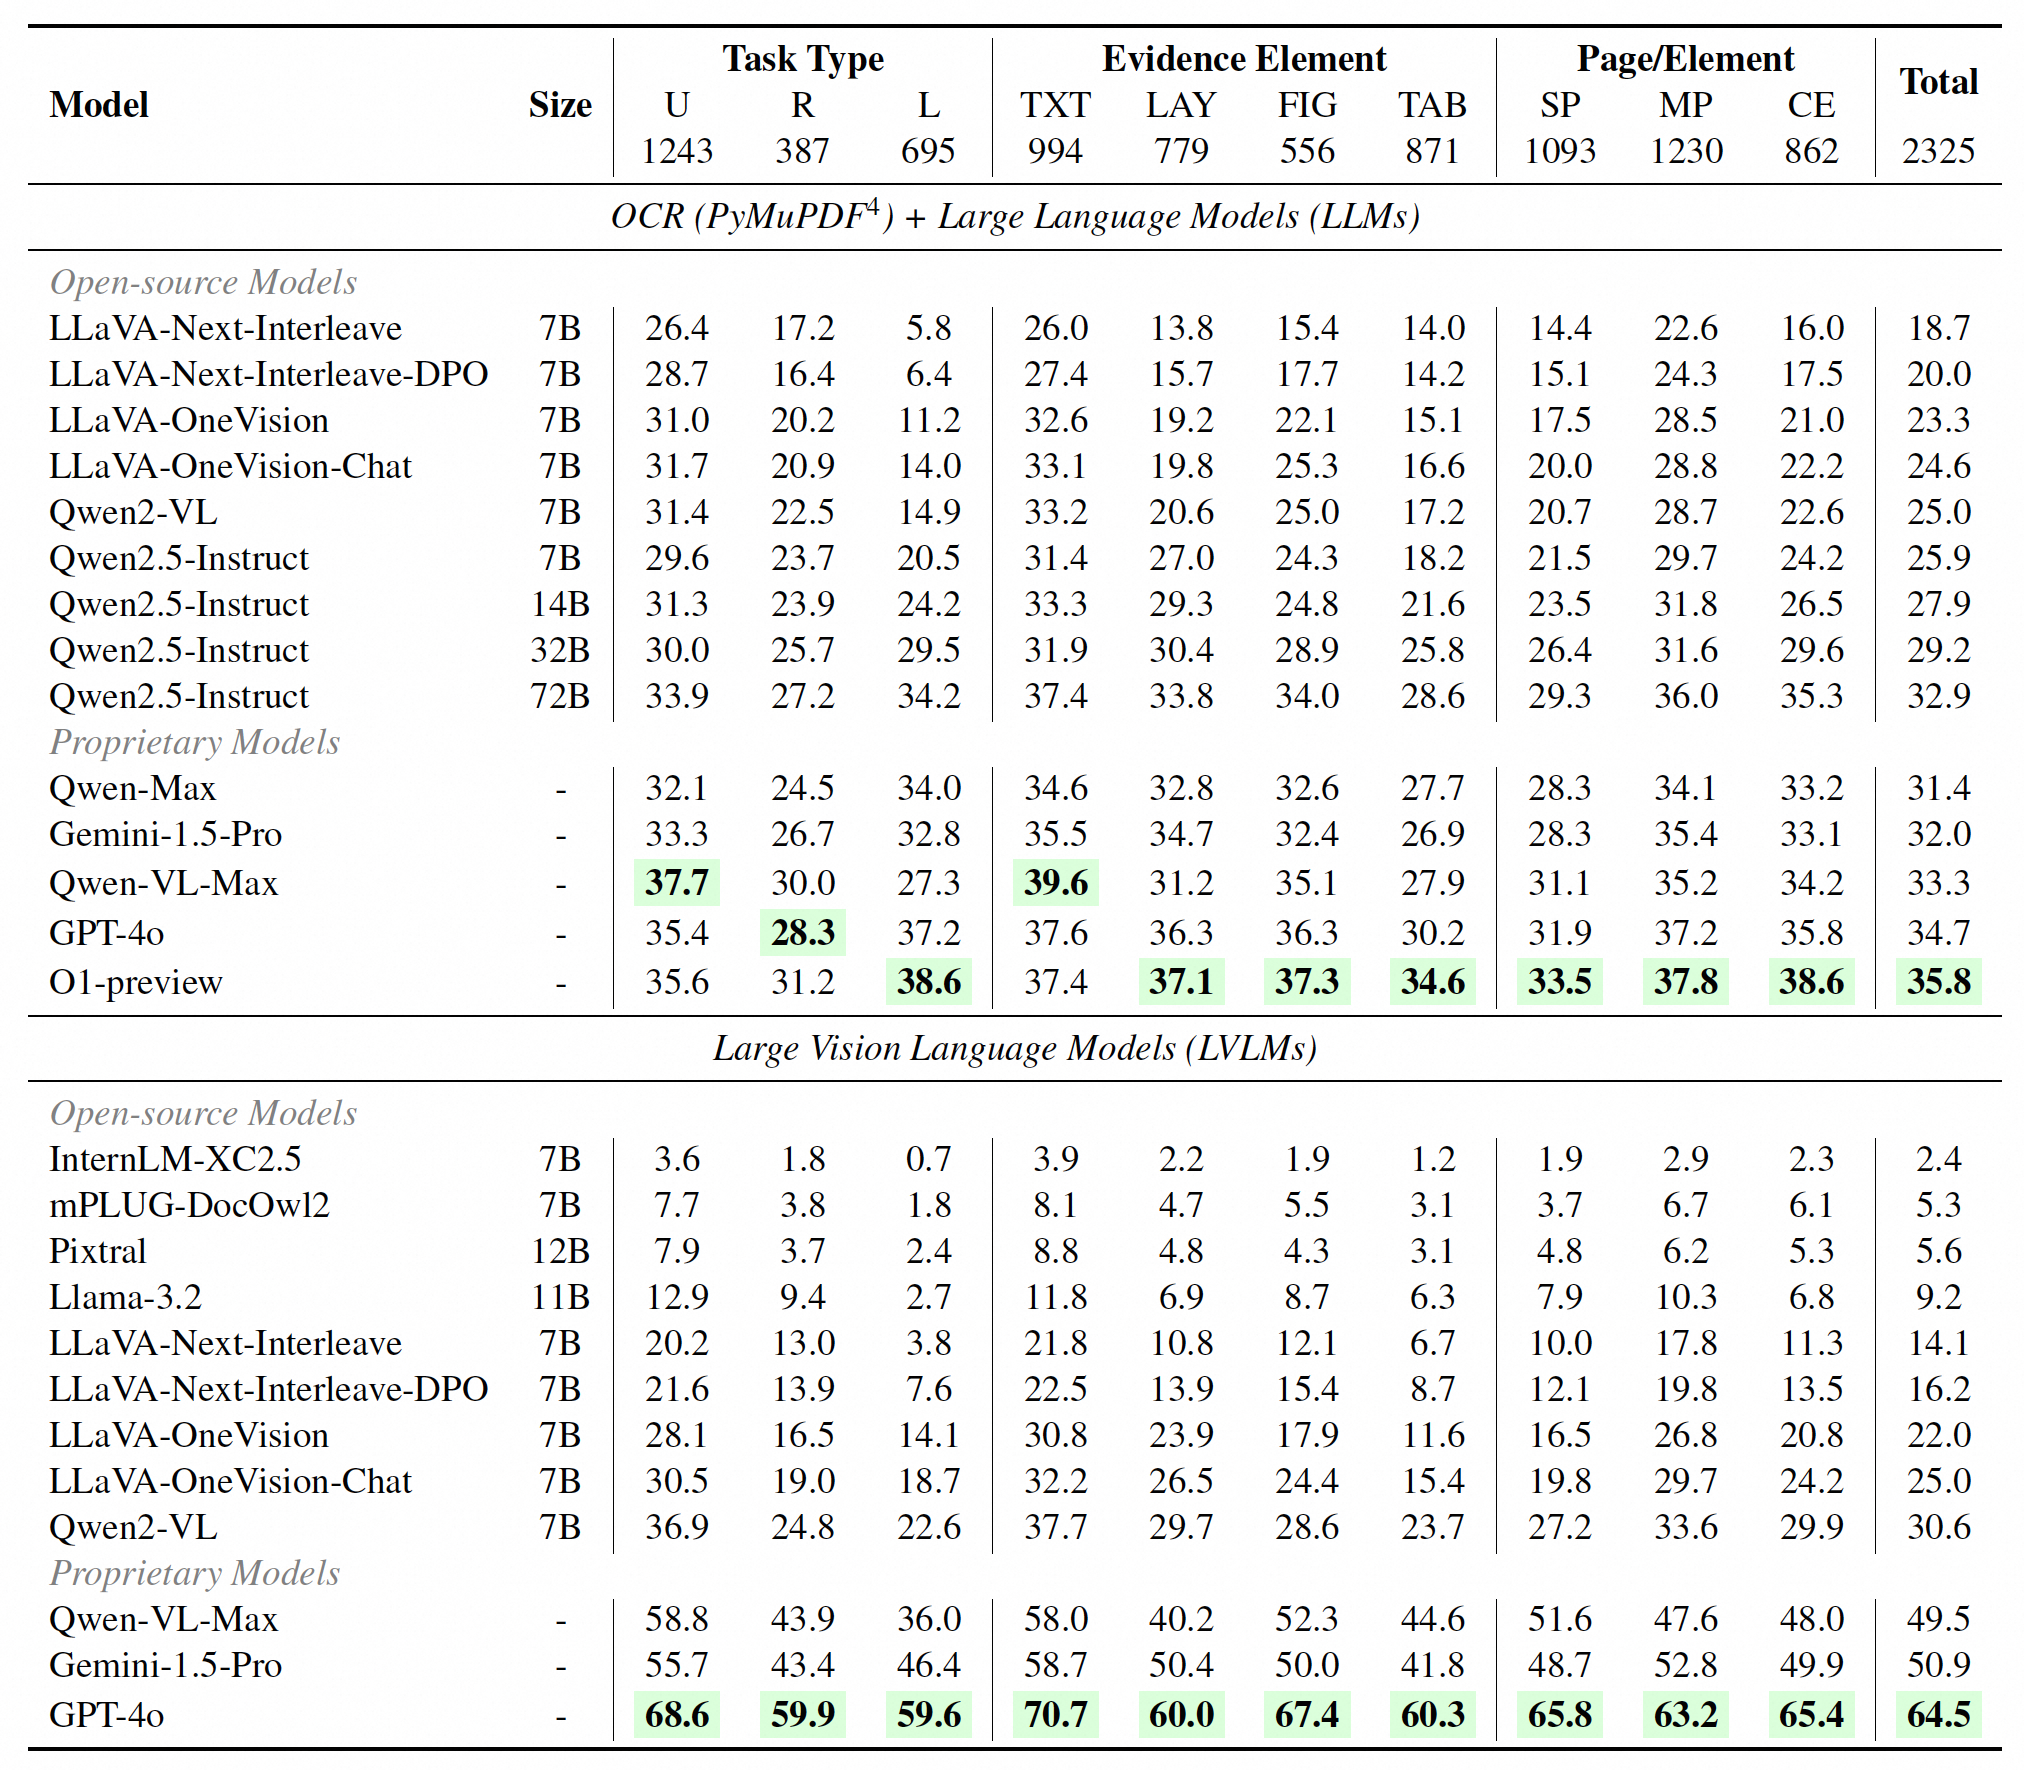 Task Type Evidence Element Page/Element Total
Model Size U R L TXT LAY FIG TAB SP MP CE
1243 387 695 994 779 556 871 1093 1230 862 2325
OCR (PyMuPDF4) + Large Language Models (LLMs)
Open-source Models
LLaVA-Next-Interleave 7B 26.4 17.2 5.8 26.0 13.8 15.4 14.0 14.4 22.6 16.0 18.7
LLaVA-Next-Interleave-DPO 7B 28.7 16.4 6.4 27.4 15.7 17.7 14.2 15.1 24.3 17.5 20.0
LLaVA-OneVision 7B 31.0 20.2 11.2 32.6 19.2 22.1 15.1 17.5 28.5 21.0 23.3
LLaVA-OneVision-Chat 7B 31.7 20.9 14.0 33.1 19.8 25.3 16.6 20.0 28.8 22.2 24.6
Qwen2-VL 7B 31.4 22.5 14.9 33.2 20.6 25.0 17.2 20.7 28.7 22.6 25.0
Qwen2.5-Instruct 7B 29.6 23.7 20.5 31.4 27.0 24.3 18.2 21.5 29.7 24.2 25.9
Qwen2.5-Instruct 14B 31.3 23.9 24.2 33.3 29.3 24.8 21.6 23.5 31.8 26.5 27.9
Qwen2.5-Instruct 32B 30.0 25.7 29.5 31.9 30.4 28.9 25.8 26.4 31.6 29.6 29.2
Qwen2.5-Instruct 72B 33.9 27.2 34.2 37.4 33.8 34.0 28.6 29.3 36.0 35.3 32.9
Proprietary Models
Qwen-Max - 32.1 24.5 34.0 34.6 32.8 32.6 27.7 28.3 34.1 33.2 31.4
Gemini-1.5-Pro - 33.3 26.7 32.8 35.5 34.7 32.4 26.9 28.3 35.4 33.1 32.0
Qwen-VL-Max - 37.7 30.0 27.3 39.6 31.2 35.1 27.9 31.1 35.2 34.2 33.3
GPT-4o - 35.4 28.3 37.2 37.6 36.3 36.3 30.2 31.9 37.2 35.8 34.7
O1-preview - 35.6 31.2 38.6 37.4 37.1 37.3 34.6 33.5 37.8 38.6 35.8
Large Vision Language Models (LVLMs)
Open-source Models
InternLM-XC2.5 7B 3.6 1.8 0.7 3.9 2.2 1.9 1.2 1.9 2.9 2.3 2.4
mPLUG-DocOwl2 7B 7.7 3.8 1.8 8.1 4.7 5.5 3.1 3.7 6.7 6.1 5.3
Pixtral 12B 7.9 3.7 2.4 8.8 4.8 4.3 3.1 4.8 6.2 5.3 5.6
Llama-3.2 11B 12.9 9.4 2.7 11.8 6.9 8.7 6.3 7.9 10.3 6.8 9.2
LLaVA-Next-Interleave 7B 20.2 13.0 3.8 21.8 10.8 12.1 6.7 10.0 17.8 11.3 14.1
LLaVA-Next-Interleave-DPO 7B 21.6 13.9 7.6 22.5 13.9 15.4 8.7 12.1 19.8 13.5 16.2
LLaVA-OneVision 7B 28.1 16.5 14.1 30.8 23.9 17.9 11.6 16.5 26.8 20.8 22.0
LLaVA-OneVision-Chat 7B 30.5 19.0 18.7 32.2 26.5 24.4 15.4 19.8 29.7 24.2 25.0
Qwen2-VL 7B 36.9 24.8 22.6 37.7 29.7 28.6 23.7 27.2 33.6 29.9 30.6
Proprietary Models
Qwen-VL-Max - 58.8 43.9 36.0 58.0 40.2 52.3 44.6 51.6 47.6 48.0 49.5
Gemini-1.5-Pro - 55.7 43.4 46.4 58.7 50.4 50.0 41.8 48.7 52.8 49.9 50.9
GPT-4o - 68.6 59.9 59.6 70.7 60.0 67.4 60.3 65.8 63.2 65.4 64.5